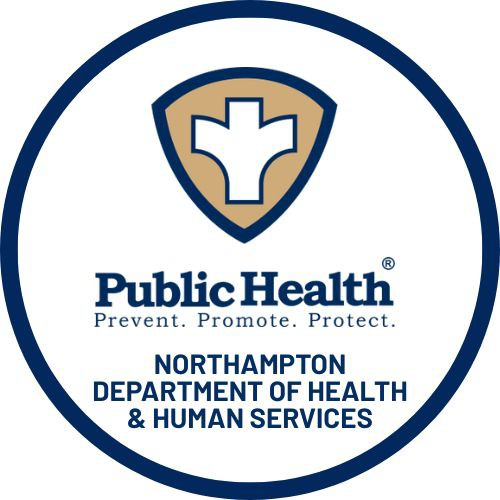 Public Health®
Prevent. Promote. Protect.
NORTHAMPTON
DEPARTMENT OF HEALTH
& HUMAN SERVICES